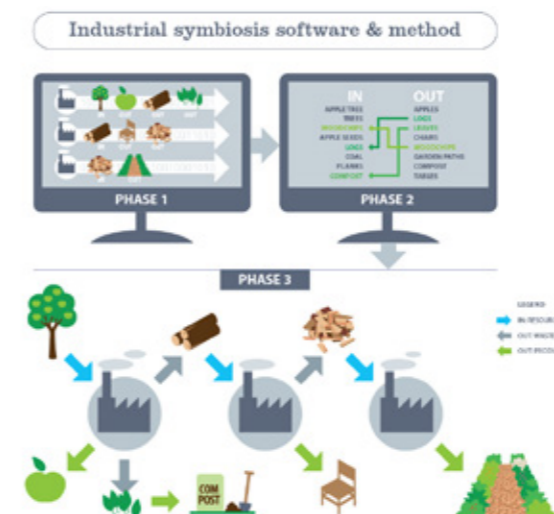 Industrial symbiosis software & method
IN
OUT
APPLE TREE
TREES
WOODCHIPS
APPLE SEEDS
LOGS
COAL
PLANKS
COMPOST
APPLES
LOGS
LEAVES
CHAIRS
WOODCHIPS
GARDEN PATHS
COMPOST
TABLES
PHASE 1
PHASE 2
PHASE 3
LEGEND
COM
POST